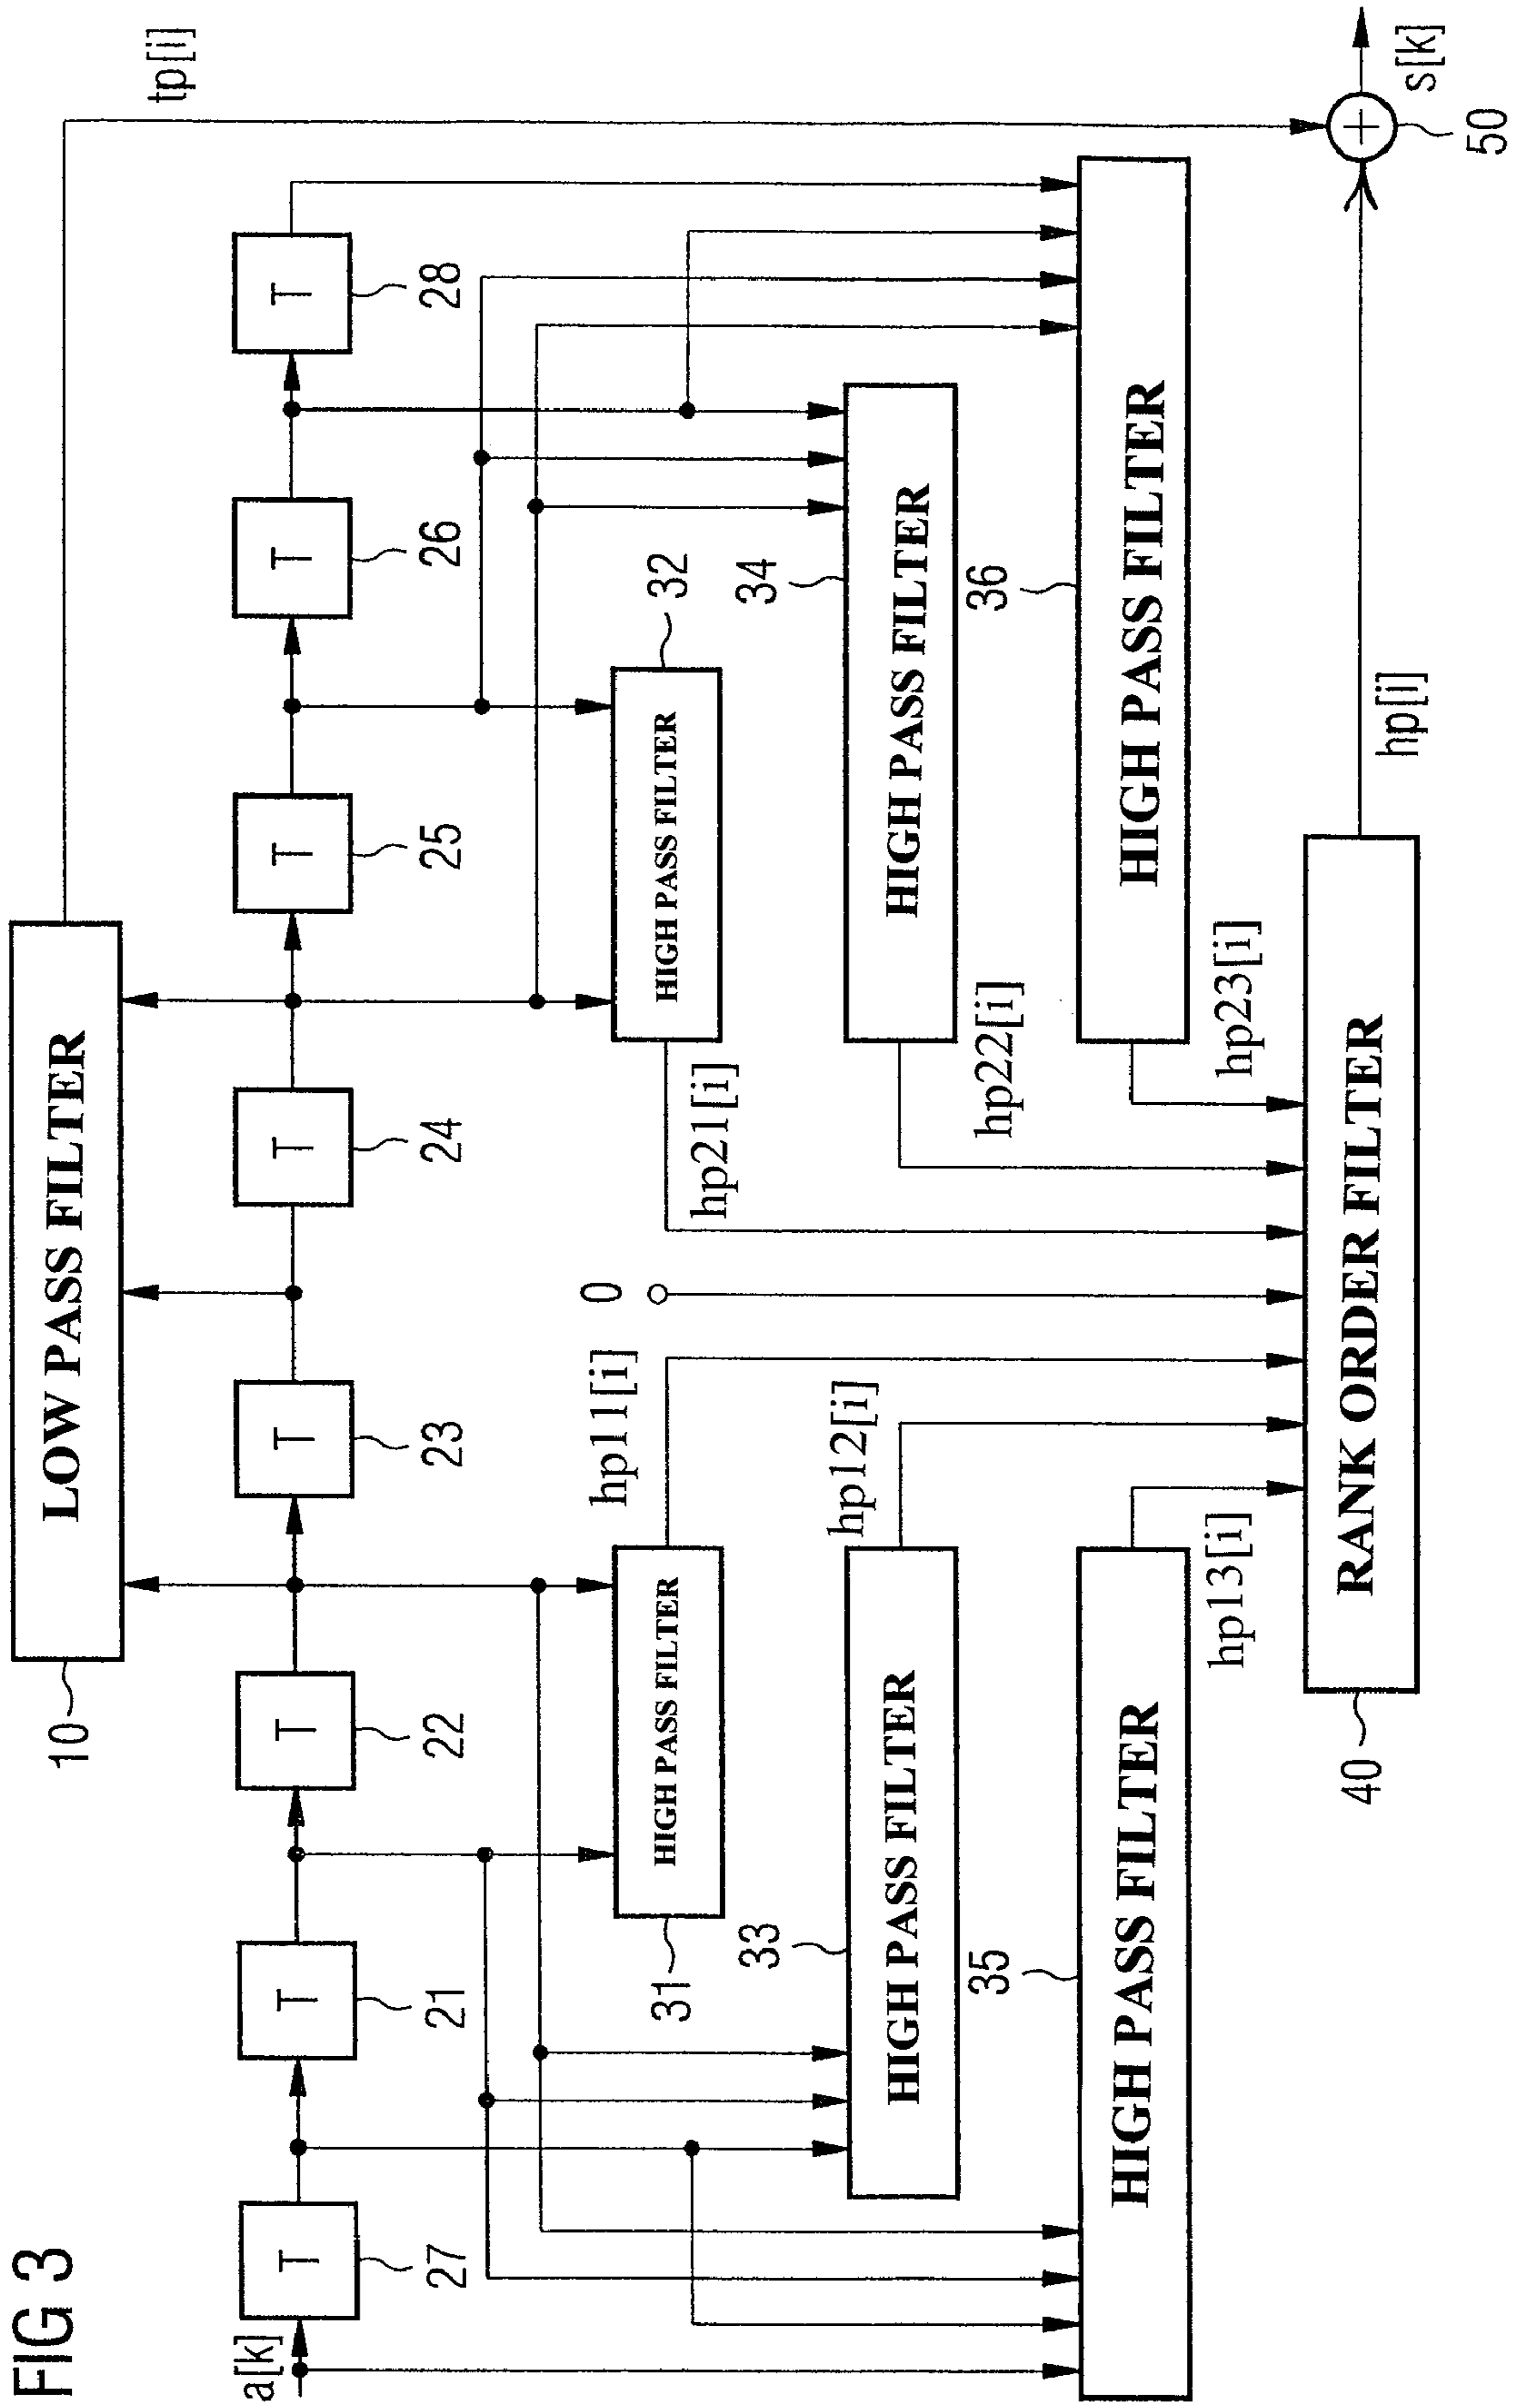 FIG 3
LOW PASS FILTER
10
tp[i]
a[k]
T
27
T
21
T
22
T
23
T
24
T
25
T
26
T
28
HIGH PASS FILTER
31
hp11[i]
0
HIGH PASS FILTER
32
hp21[i]
HIGH PASS FILTER
33
hp12[i]
HIGH PASS FILTER
34
hp22[i]
HIGH PASS FILTER
35
hp13[i]
HIGH PASS FILTER
36
hp23[i]
RANK ORDER FILTER
40
hp[i]
+
50
s[k]